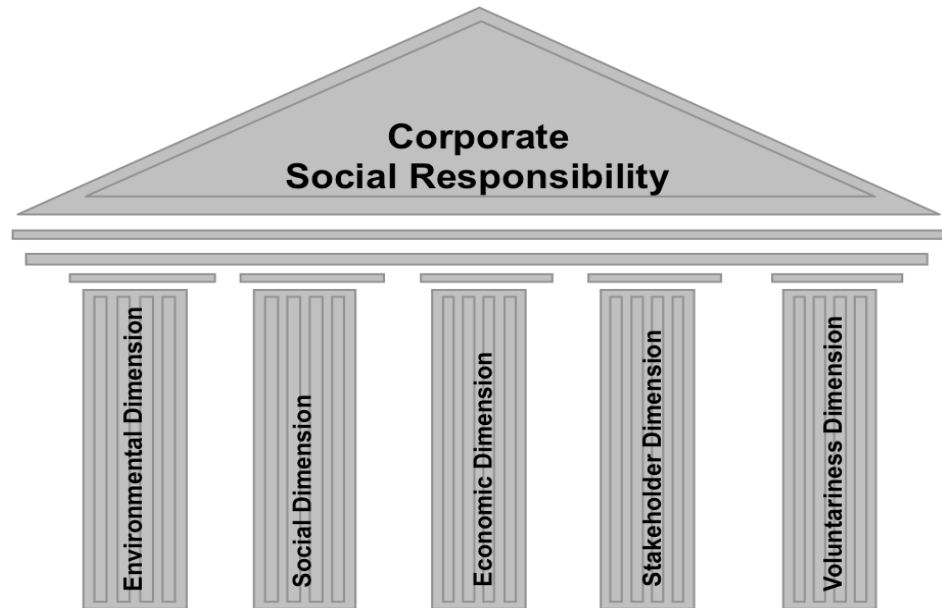 Corporate
Social Responsibility
Environmental Dimension
Social Dimension
Economic Dimension
Stakeholder Dimension
Voluntariness Dimension